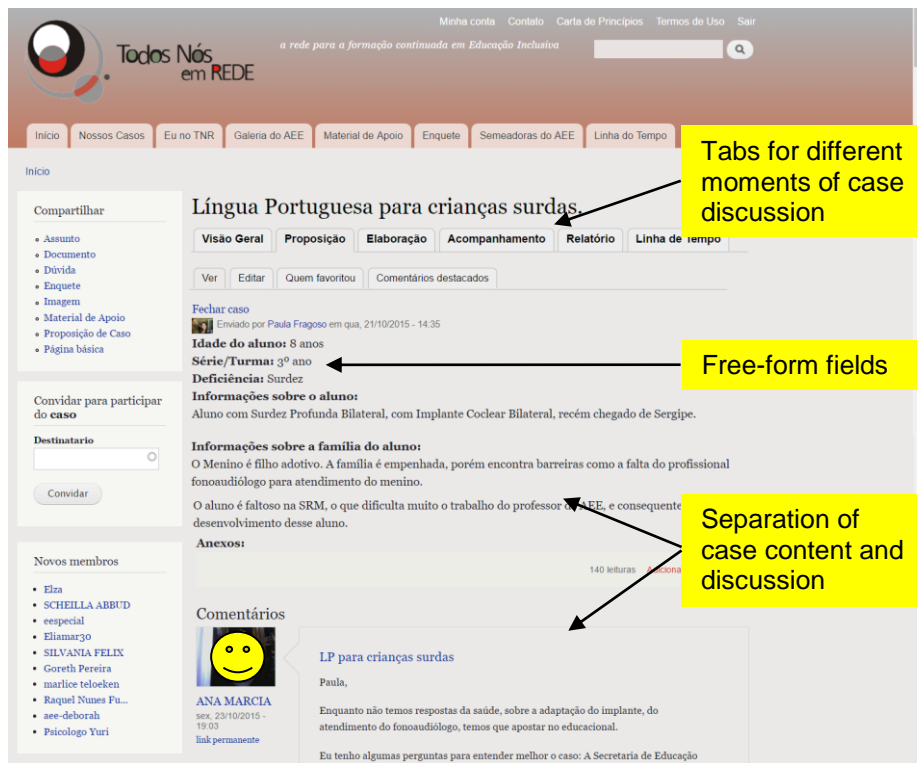 Minha conta Contato Carta de Princípios Termos de Uso Sair
Todos Nós
em REDE
a rede para a formação continuada em Educação Inclusiva
Início Nossos Casos Eu no TNR Galeria do AEE Material de Apoio Enquete Semeadoras do AEE Linha do Tempo
Tabs for different
moments of case
discussion
Início
Compartilhar
Assunto
Documento
Dúvida
Enquete
Imagem
Material de Apoio
Proposição de Caso
Página básica
Convidar para participar
do caso
Destinatario
Convidar
Novos membros
Elza
SCHEILLA ABBUD
eespecial
Eliamar30
SILVANIA FELIX
Goreth Pereira
marlice teloeken
Raquel Nunes Fu...
aee-deborah
Psicologo Yuri
Língua Portuguesa para crianças surdas.
Visão Geral Proposição Elaboração Acompanhamento Relatório Linha de Tempo
Ver Editar Quem favoritou Comentários destacados
Fechar caso
Enviado por Paula Fragoso em qua, 21/10/2015 - 14:35
Idade do aluno: 8 anos
Série/Turma: 3º ano
Deficiência: Surdez
Free-form fields
Informações sobre o aluno:
Aluno com Surdez Profunda Bilateral, com Implante Coclear Bilateral, recém chegado de Sergipe.
Informações sobre a família do aluno:
O Menino é filho adotivo. A família é empenhada, porém encontra barreiras como a falta do profissional
fonoaudiólogo para atendimento do menino.
O aluno é faltoso na SRM, o que dificulta muito o trabalho do professor AEE, e consequente
desenvolvimento desse aluno.
Anexos:
140 leituras
Separation of
case content and
discussion
Comentários
ANA MARCIA
sex, 23/10/2015 -
19:03
link permanente
LP para crianças surdas
Paula,
Enquanto não temos respostas da saúde, sobre a adaptação do implante, do
atendimento do fonoaudiólogo, temos que apostar no educacional.
Eu tenho algumas perguntas para entender melhor o caso: A Secretaria de Educação